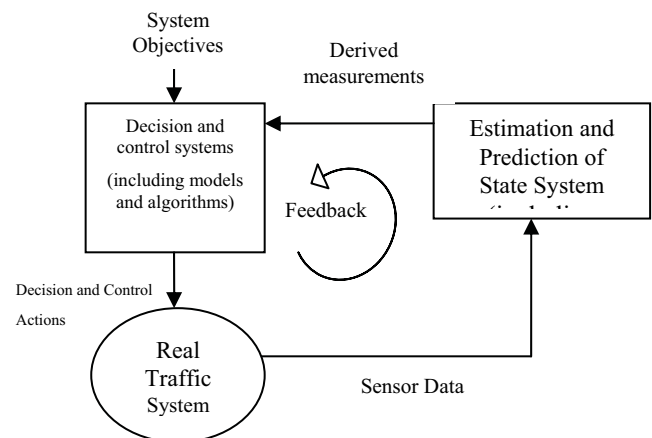 System
Objectives
Derived
measurements
Decision and
control systems
(including models
and algorithms)
Estimation and
Prediction of
State System
Feedback
Decision and Control
Actions
Real
Traffic
System
Sensor Data